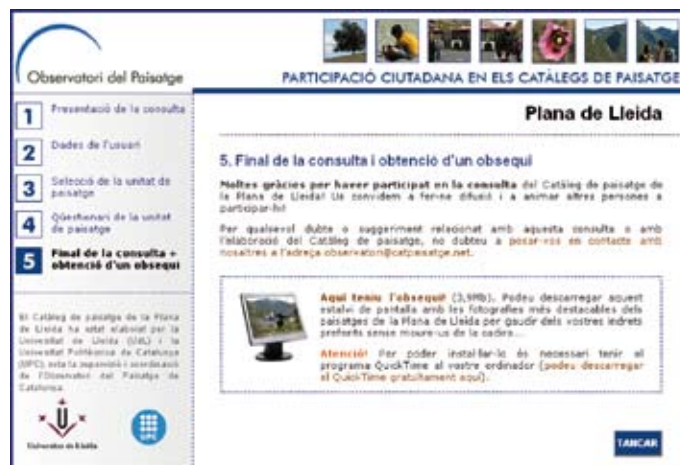 Observatori del Paisatge
PARTICIPACIÓ CIUTADANA EN ELS CATÀLEGS DE PAISATGE
1 Presentació de la consulta
2 Dades de l'usuari
3 Selecció de la unitat de
paisatge
4 Qüestionari de la unitat
de paisatge
5 Final de la consulta +
obtenció d'un obsequi
El Catàleg de paisatge de la Plana
de Lleida ha estat elaborat per la
Universitat de Lleida (UdL) i la
Universitat Politècnica de Catalunya
(UPC), sota la supervisió i coordinació
de l'Observatori del Paisatge de
Catalunya.
Universitat de Lleida
UPC
Plana de Lleida
5. Final de la consulta i obtenció d'un obsequi
Moltes gràcies per haver participat en la consulta del Catàleg de paisatge de
la Plana de Lleida! Us convidem a fer-ne difusió i a animar altres persones a
participar-hi!
Per qualsevol dubte o suggeriment relacionat amb aquesta consulta o amb
l'elaboració del Catàleg de paisatge, no dubteu a posar-vos en contacte amb
nosaltres a l'adreça observatori@catpaisatge.net.
Aquí teniu l'obsequi! (3,9Mb). Podeu descarregar aquest
estalvi de pantalla amb les fotografies més destacables dels
paisatges de la Plana de Lleida per gaudir dels vostres indrets
preferits sense moure-us de la cadira...
Atenció! Per poder instal·lar-lo és necessari tenir el
programa QuickTime al vostre ordinador (podeu descarregar
el QuickTime gratuïtament aquí).
TANCAR